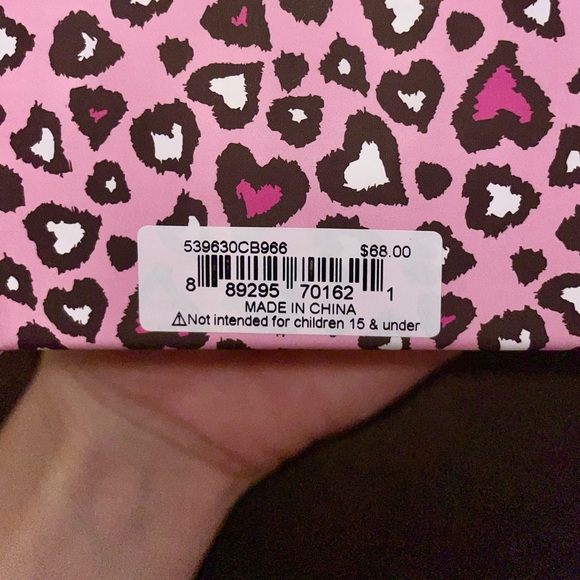 539630CB966 $68.00
8 89295 70162 1
MADE IN CHINA
⚠Not intended for children 15 & under